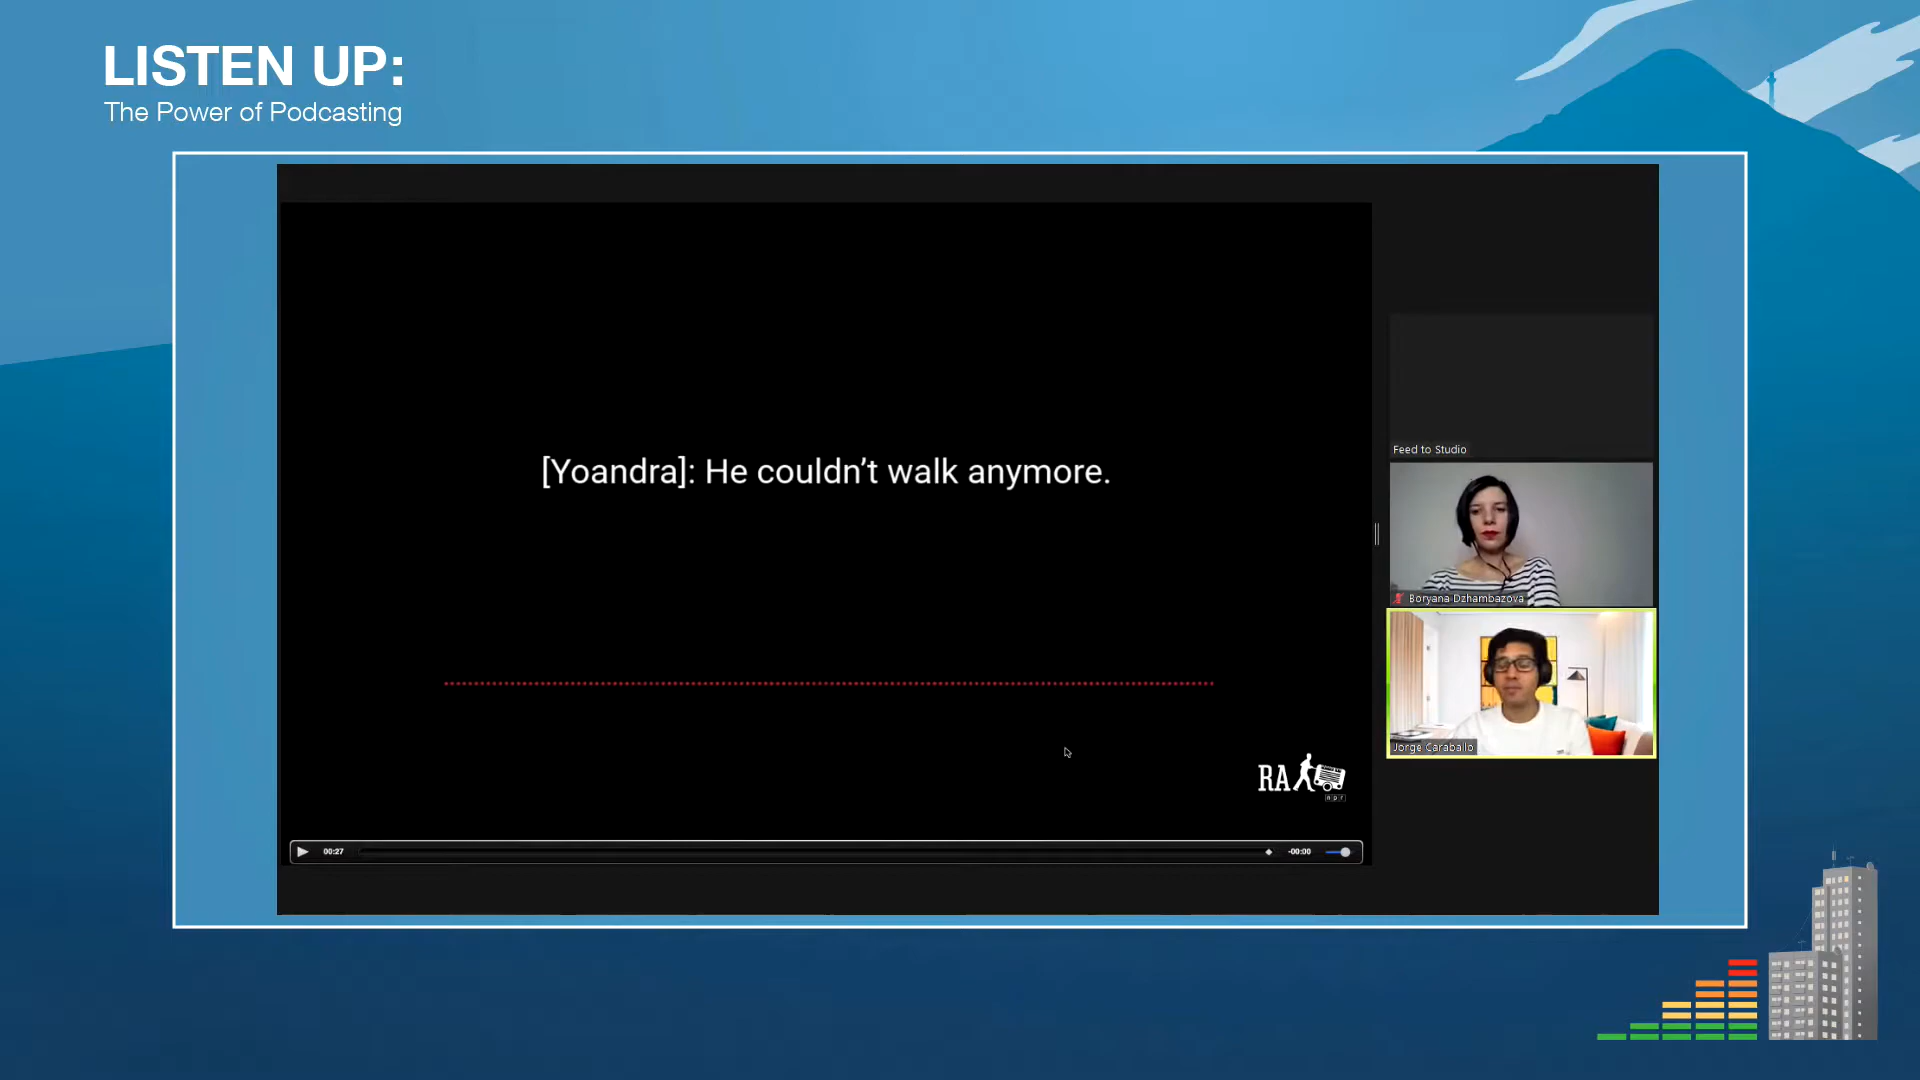 LISTEN UP:
The Power of Podcasting
[Yoandra]: He couldn’t walk anymore.
Feed to Studio
Boryana Dzhambazova
Jorge Caraballo
RA
npr
00:27
-00:00